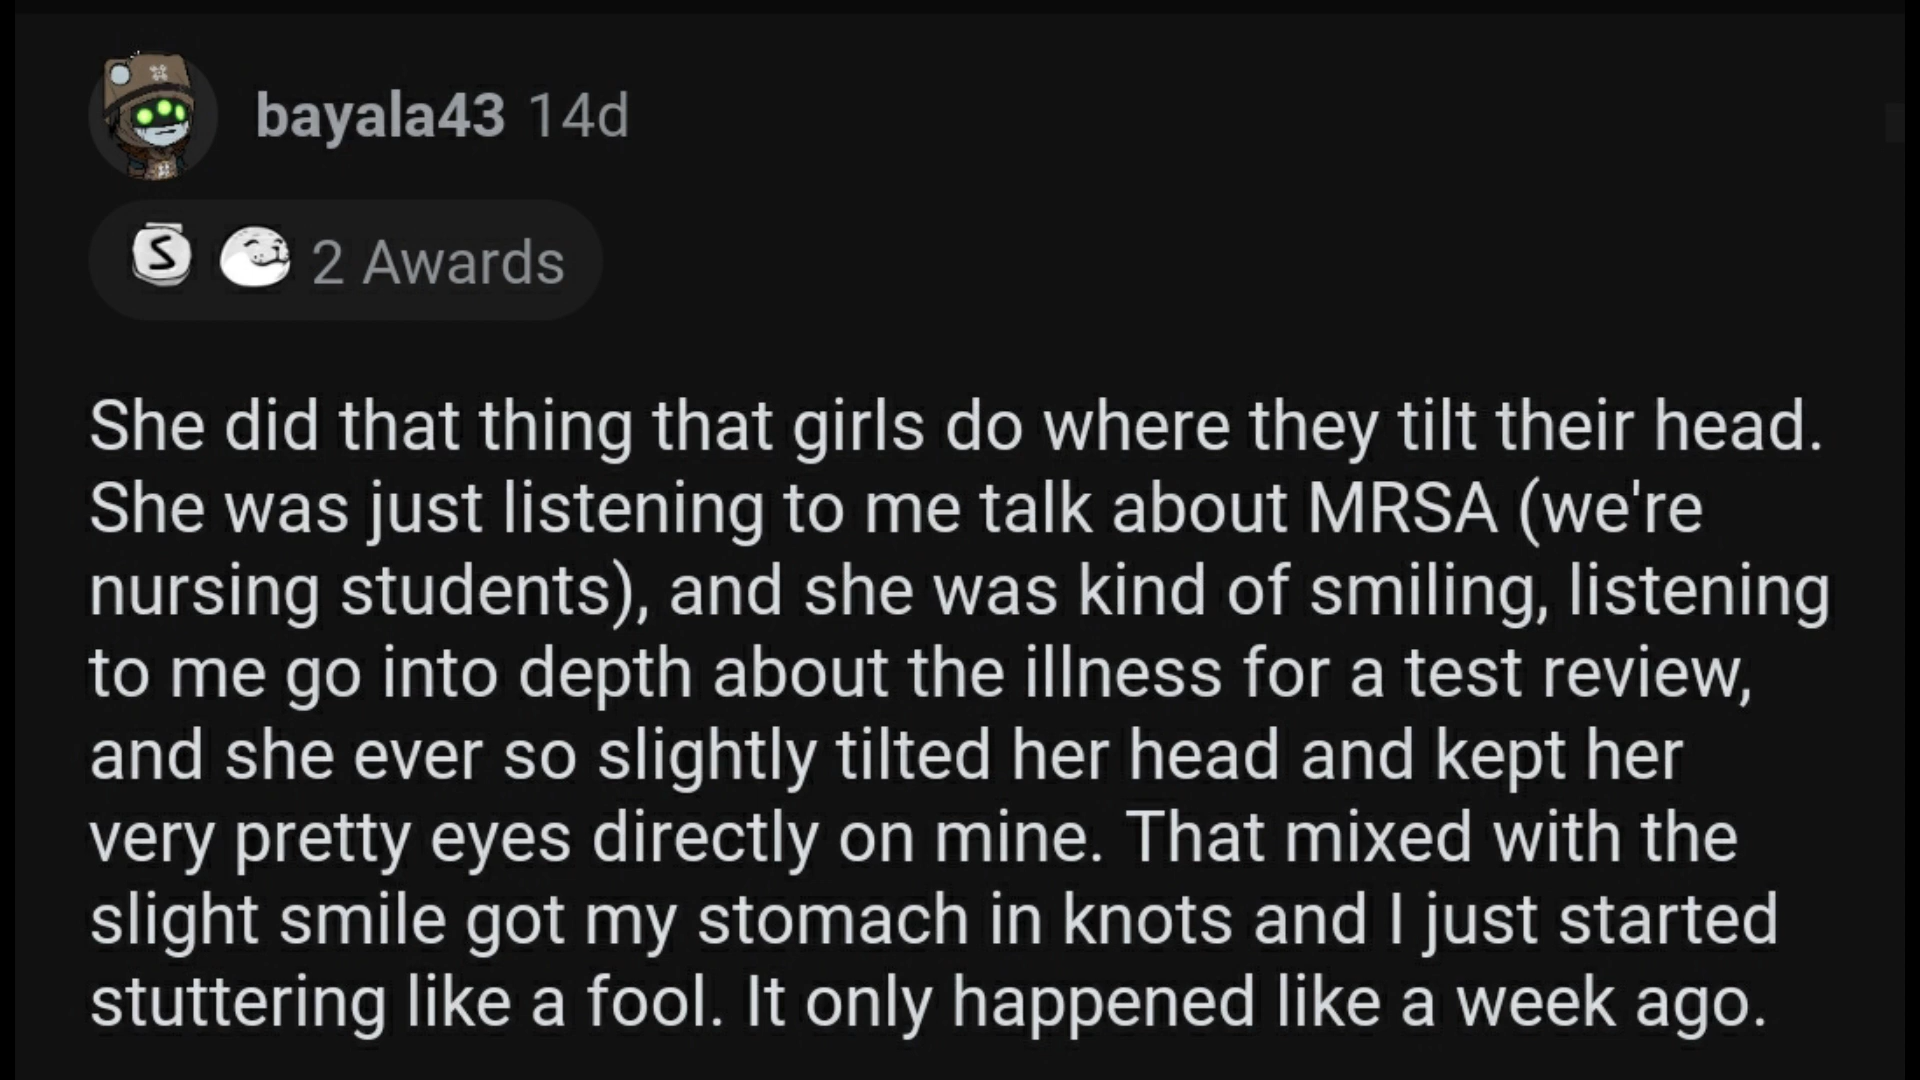 bayala43 14d
S 2 Awards
She did that thing that girls do where they tilt their head.
She was just listening to me talk about MRSA (we're
nursing students), and she was kind of smiling, listening
to me go into depth about the illness for a test review,
and she ever so slightly tilted her head and kept her
very pretty eyes directly on mine. That mixed with the
slight smile got my stomach in knots and I just started
stuttering like a fool. It only happened like a week ago.